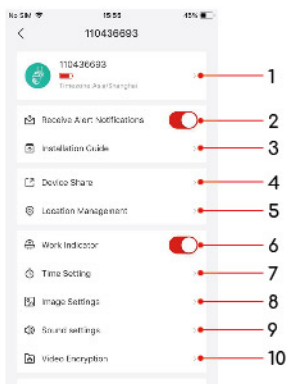 No SIM 15:55 45%
110436693
110436693
Timezone: Asia/Shanghai
1
Receive Alert Notifications
2
Installation Guide
3
Device Share
4
Location Management
5
Work Indicator
6
Time Setting
7
Image Settings
8
Sound settings
9
Video Encryption
10